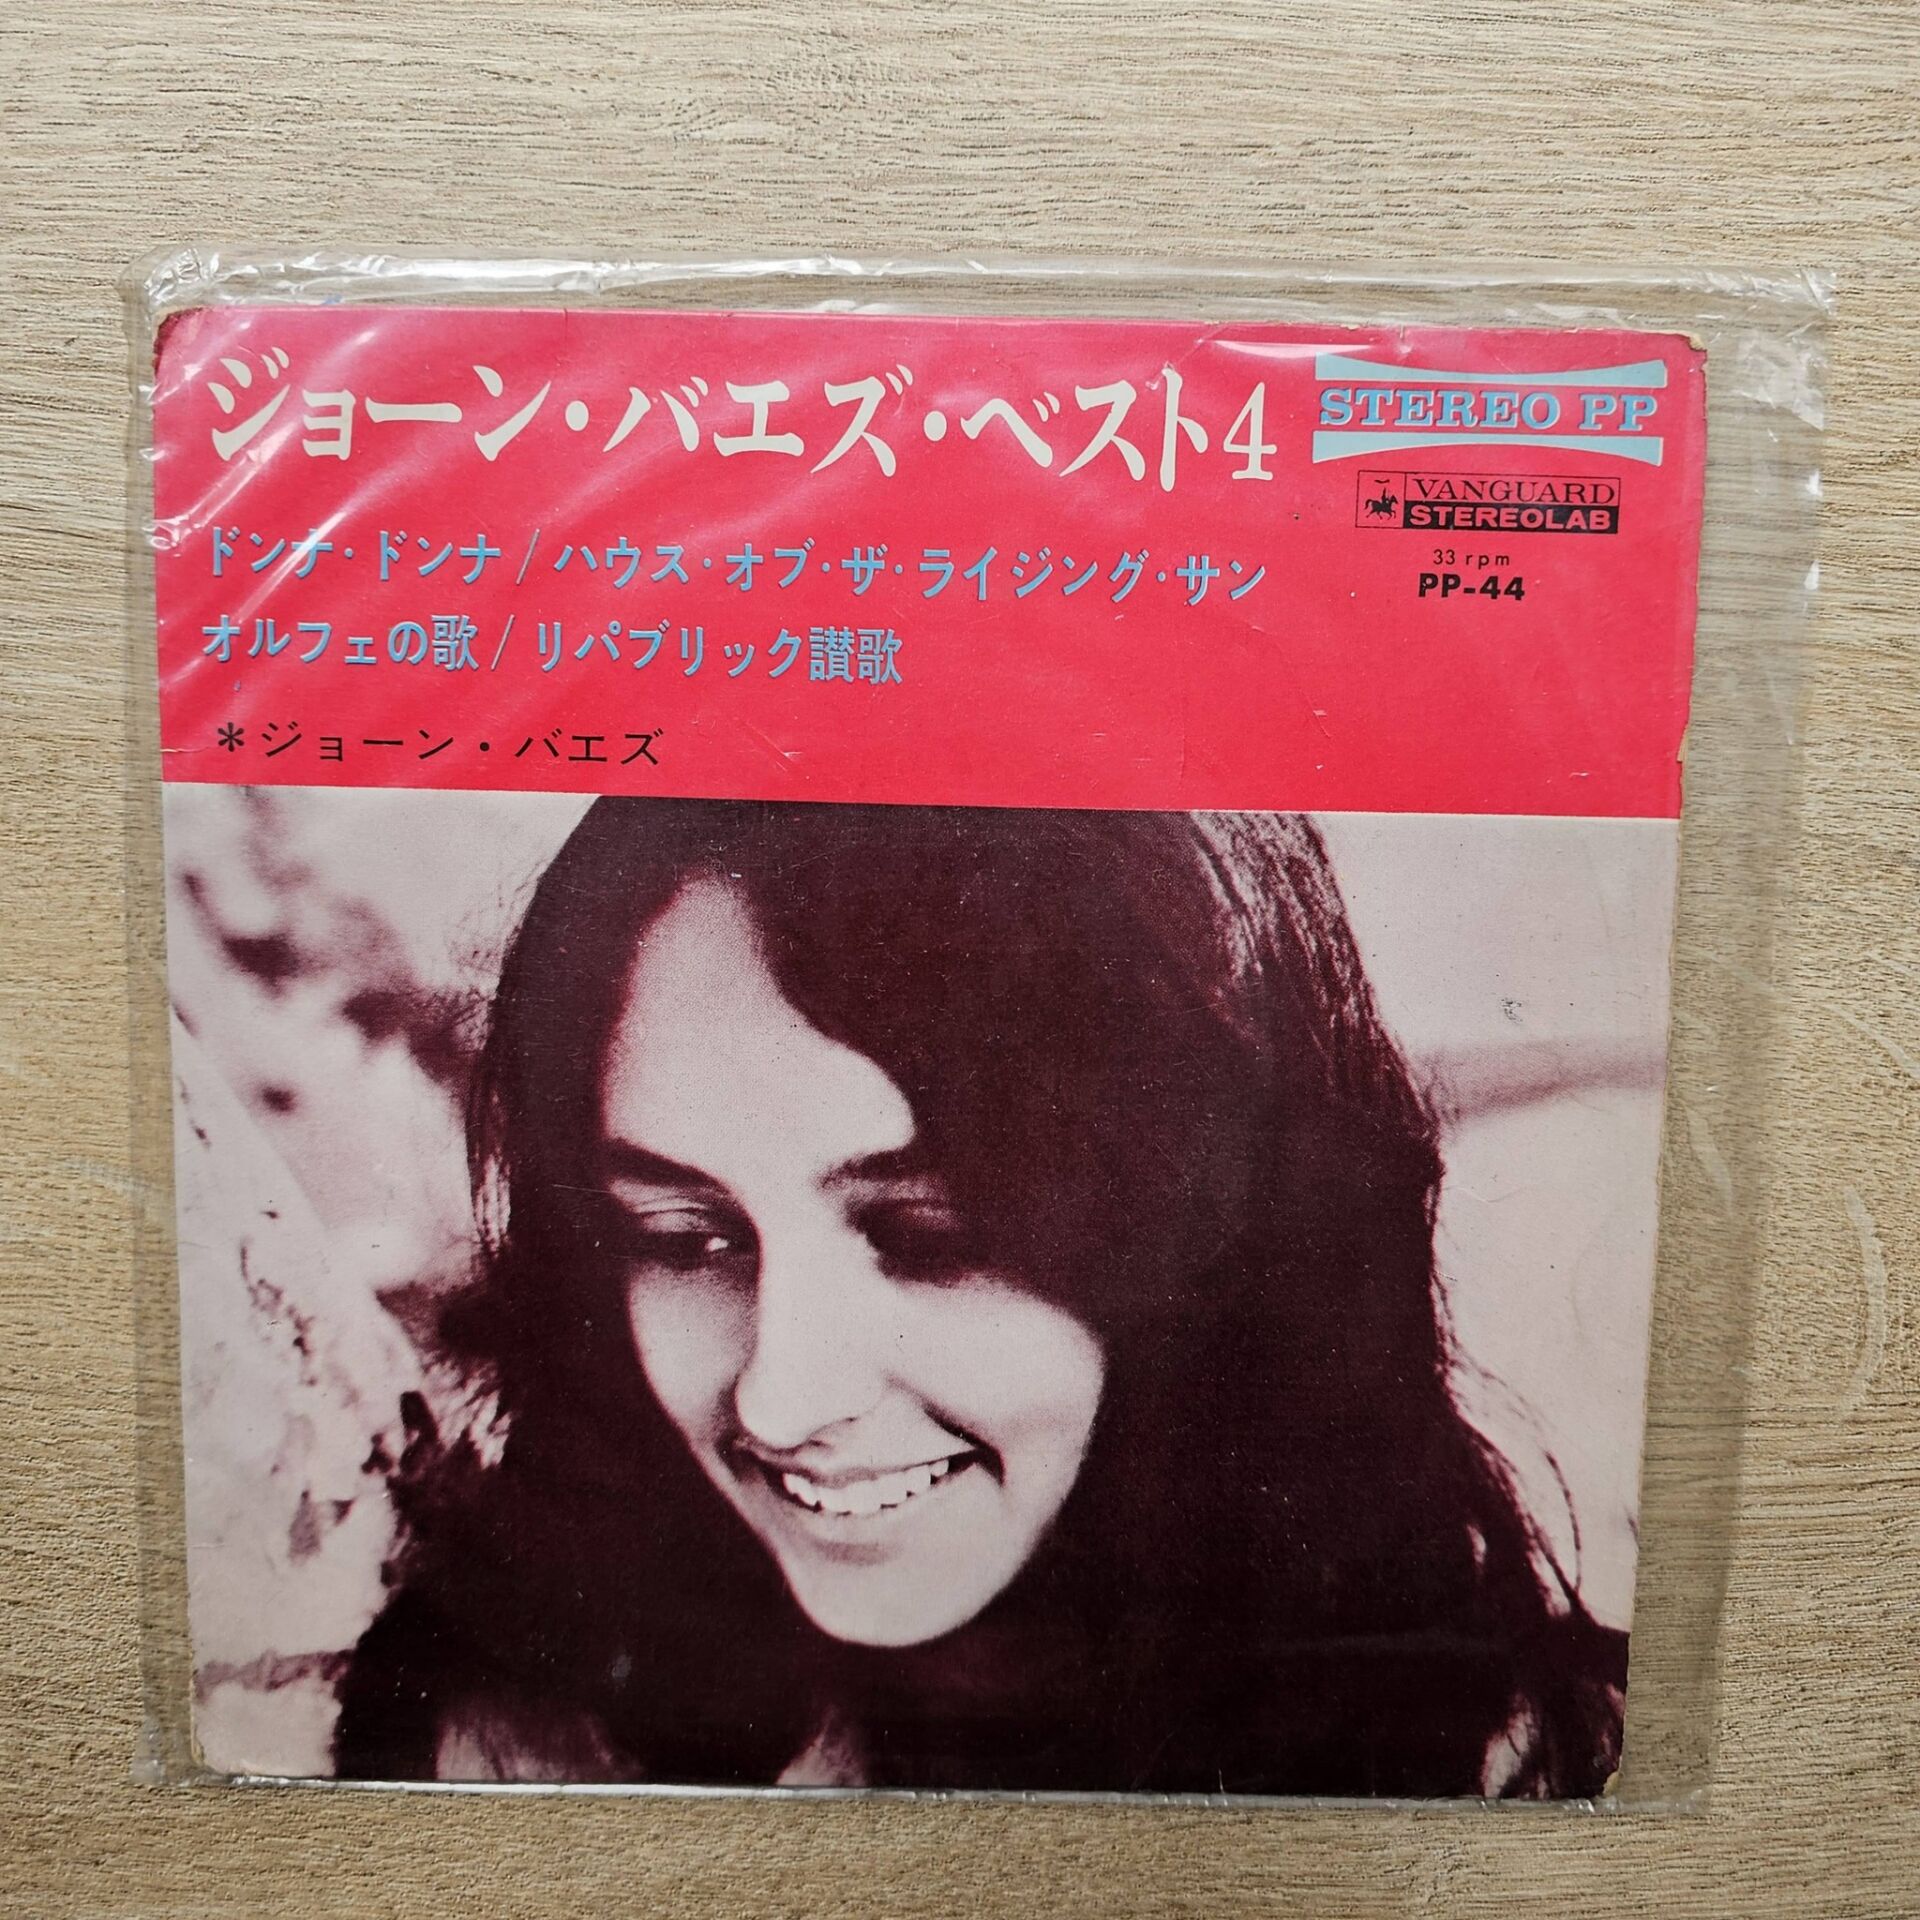 ジョーン・バエズ・ベスト4
STEREO PP
VANGUARD
STEREOLAB
33 rpm
PP-44
ドンナ・ドンナ/ハウス・オブ・ザ・ライジング・サン
オルフェの歌/リパブリック讃歌
*ジョーン・バエズ